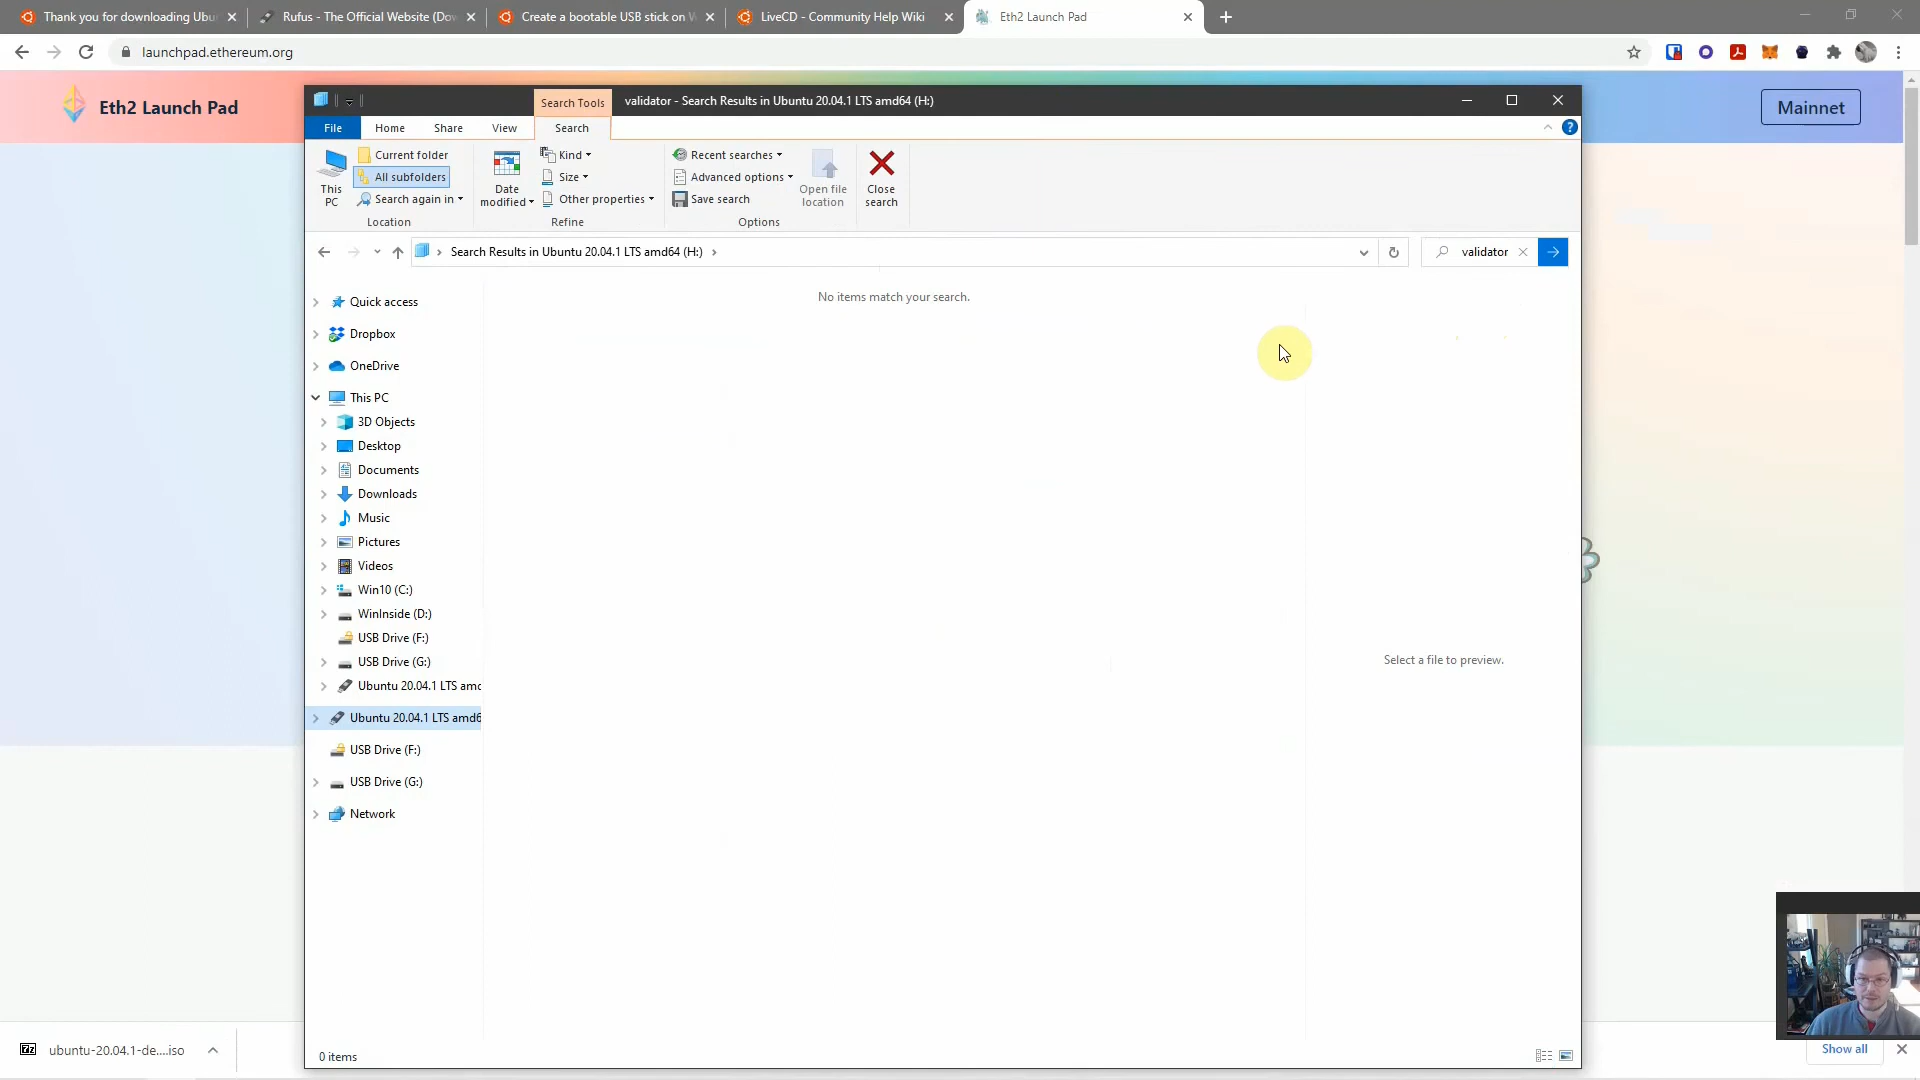 Thank you for downloading Ubu
Rufus - The Official Website (Dow
Create a bootable USB stick on W
LiveCD - Community Help Wiki
Eth2 Launch Pad
launchpad.ethereum.org
Eth2 Launch Pad
Mainnet
Search Tools
validator - Search Results in Ubuntu 20.04.1 LTS amd64 (H:)
File
Home
Share
View
Search
This PC
Current folder
All subfolders
Search again in
Location
Date modified
Kind
Size
Other properties
Refine
Recent searches
Advanced options
Save search
Open file location
Options
Close search
Search Results in Ubuntu 20.04.1 LTS amd64 (H:)
validator
No items match your search.
Quick access
Dropbox
OneDrive
This PC
3D Objects
Desktop
Documents
Downloads
Music
Pictures
Videos
Win10 (C:)
WinInside (D:)
USB Drive (F:)
USB Drive (G:)
Ubuntu 20.04.1 LTS amd
Ubuntu 20.04.1 LTS amd6
USB Drive (F:)
USB Drive (G:)
Network
Select a file to preview.
0 items
ubuntu-20.04.1-de....iso
Show all